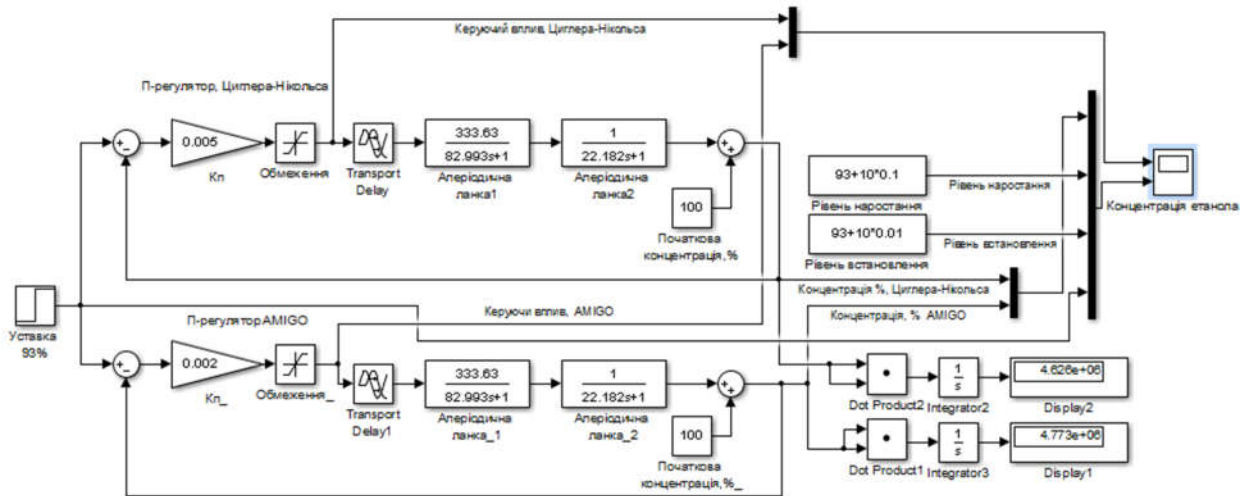 Керуючий вплив, Циглера-Нікольса
П-регулятор, Циглера-Нікольса
0.005
Кп
Обмеження
Transport
Delay
333.63
82.993s+1
Аперіодична
ланка1
1
22.182s+1
Аперіодична
ланка2
100
Початкова
концентрація,%
93+10*0.1
Рівень наростання
Рівень наростання
93+10*0.01
Рівень встановлення
Рівень встановлення
Концентрація етанола
Концентрація %, Циглера-Нікольса
Концентрація, % AMIGO
Уставка
93%
П-регулятор AMIGO
Керуючи вплив, AMIGO
0.002
Кп_
Обмеження_
Transport
Delay1
333.63
82.993s+1
Аперіодична
ланка_1
1
22.182s+1
Аперіодична
ланка_2
100
Початкова
концентрація,%_
Dot Product2
1
s
Integrator2
4.626e+06
Display2
Dot Product1
1
s
Integrator3
4.773e+06
Display1